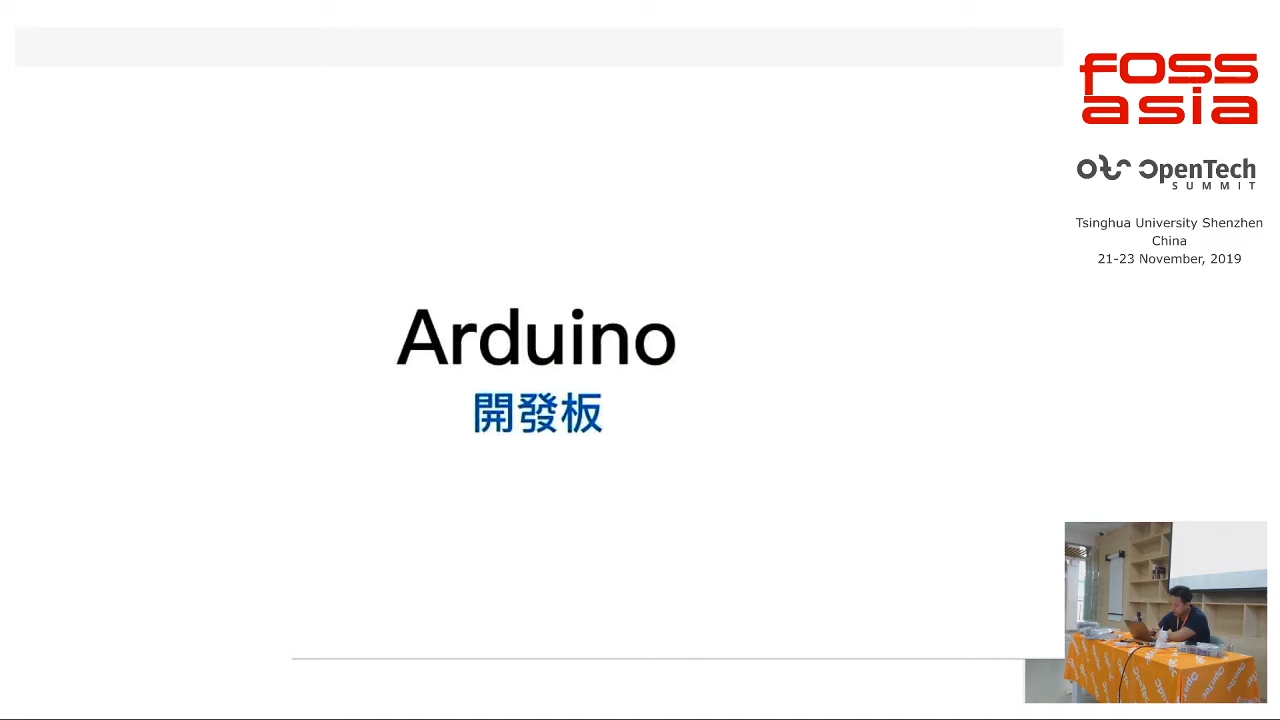 Arduino
開發板
foss
asia
OpenTech
SUMMIT
Tsinghua University Shenzhen
China
21-23 November, 2019